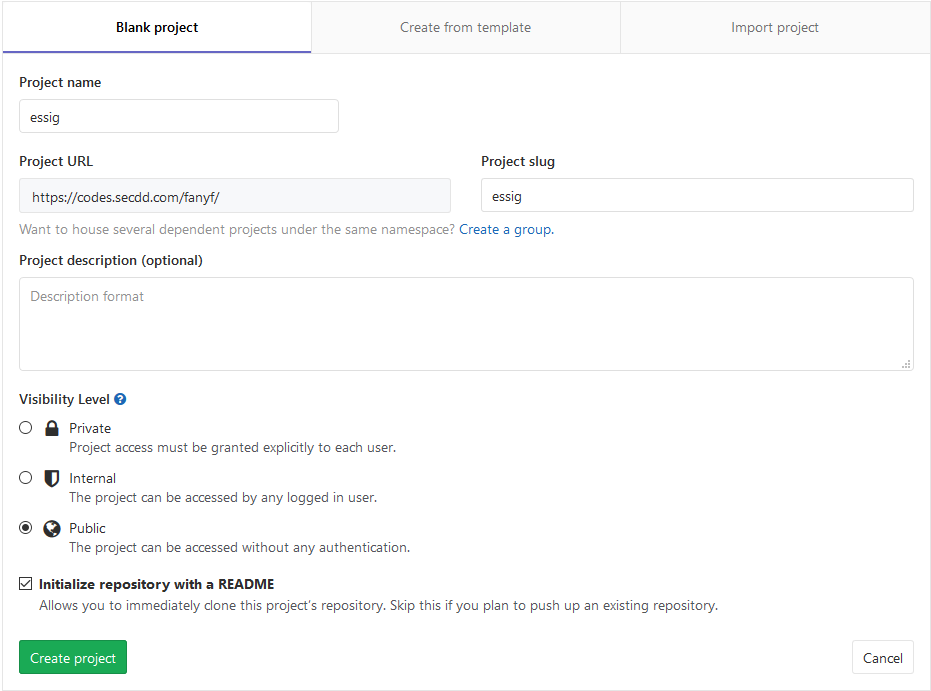 Blank project
Create from template
Import project
Project name
essig
Project URL
Project slug
https://codes.secdd.com/fanyf/
essig
Want to house several dependent projects under the same namespace? Create a group.
Project description (optional)
Description format
Visibility Level ?
Private
Project access must be granted explicitly to each user.
Internal
The project can be accessed by any logged in user.
Public
The project can be accessed without any authentication.
Initialize repository with a README
Allows you to immediately clone this project's repository. Skip this if you plan to push up an existing repository.
Create project
Cancel